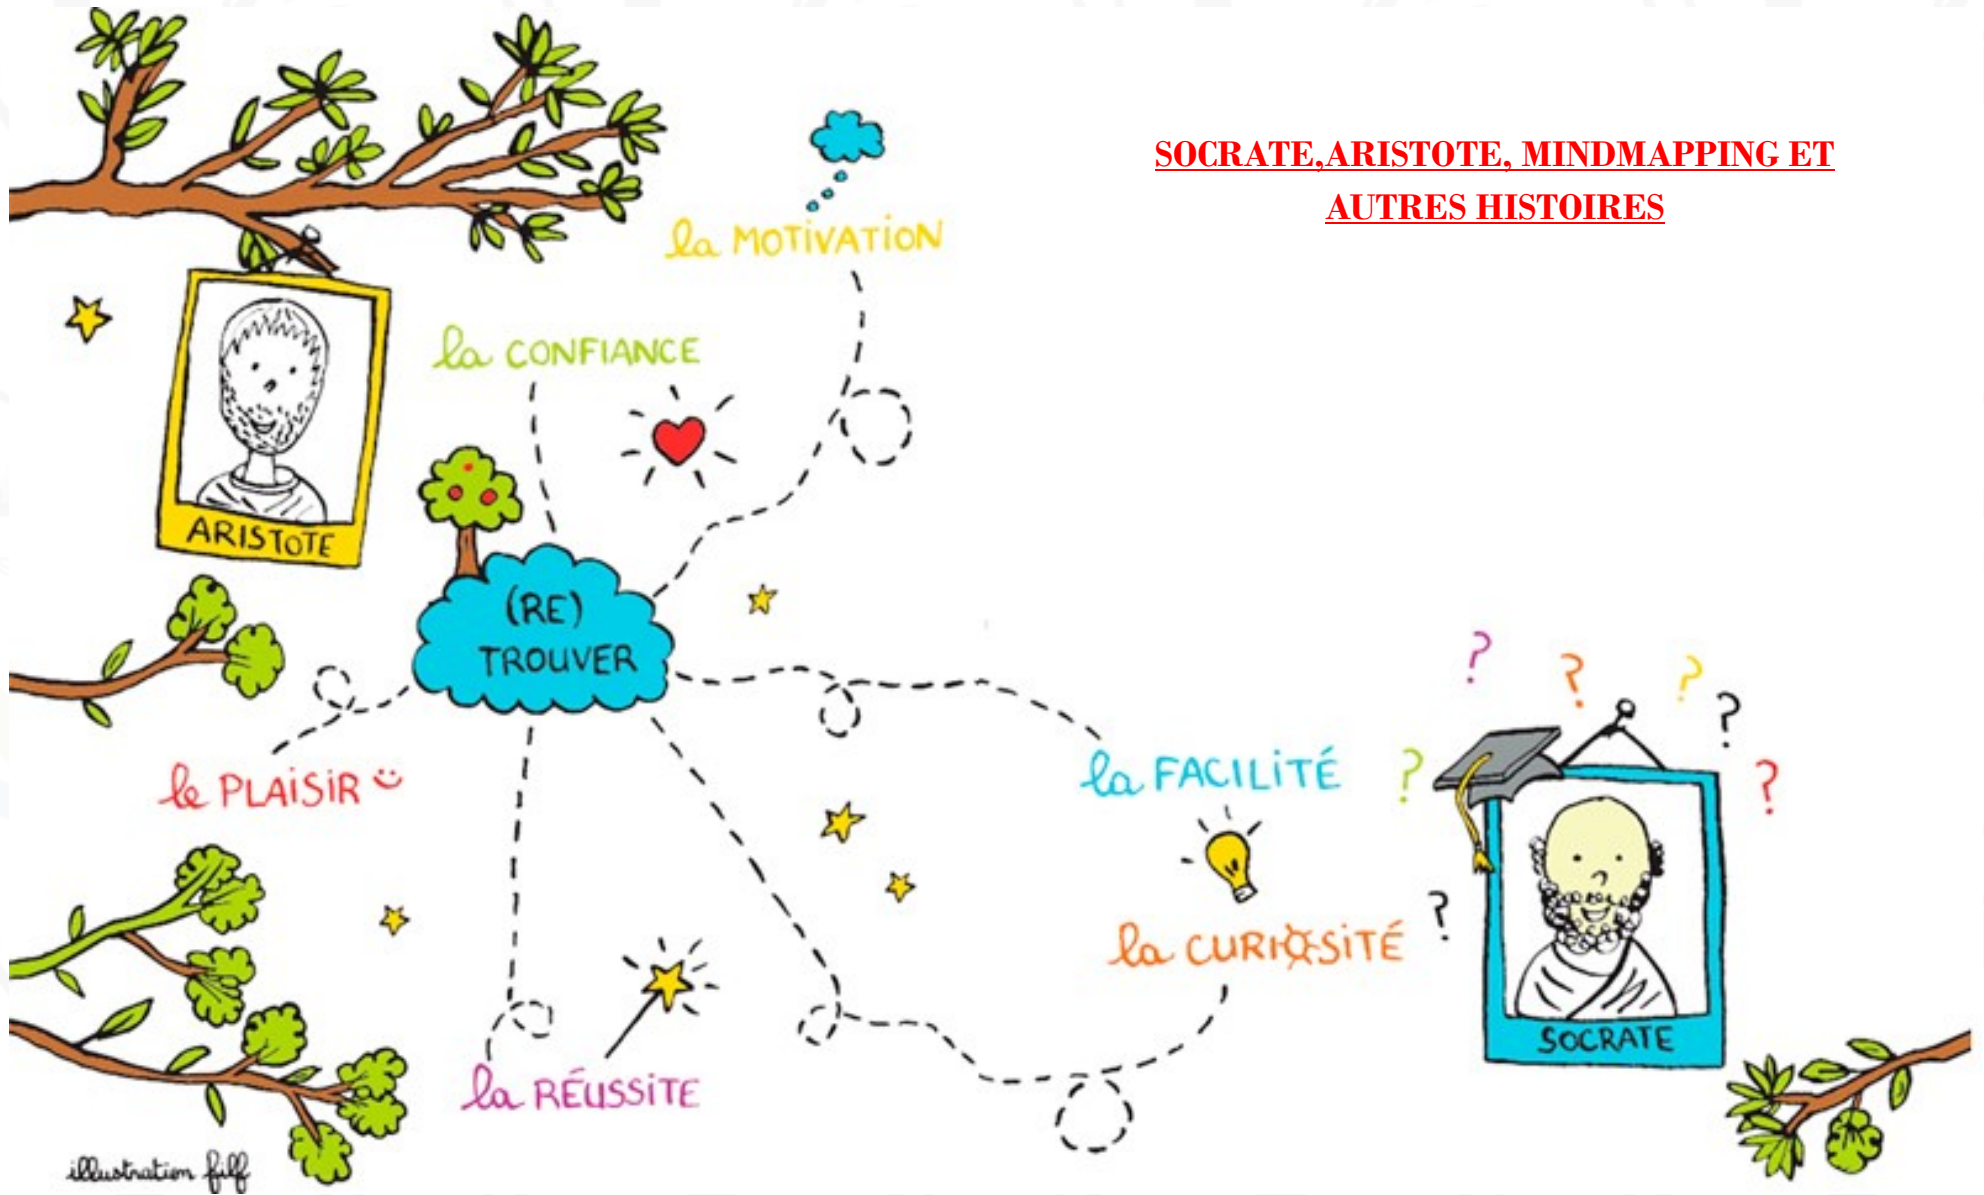 SOCRATE,ARISTOTE, MINDMAPPING ET
AUTRES HISTOIRES
la MOTiVATiON
la CONFIANCE
ARISTOTE
(RE)
TROUVER
le PLAiSiR
la FACILiTÉ
la CURiOSiTÉ
SOCRATE
la RÉUSSiTE
illustration filf
? ? ? ? ? ? ?